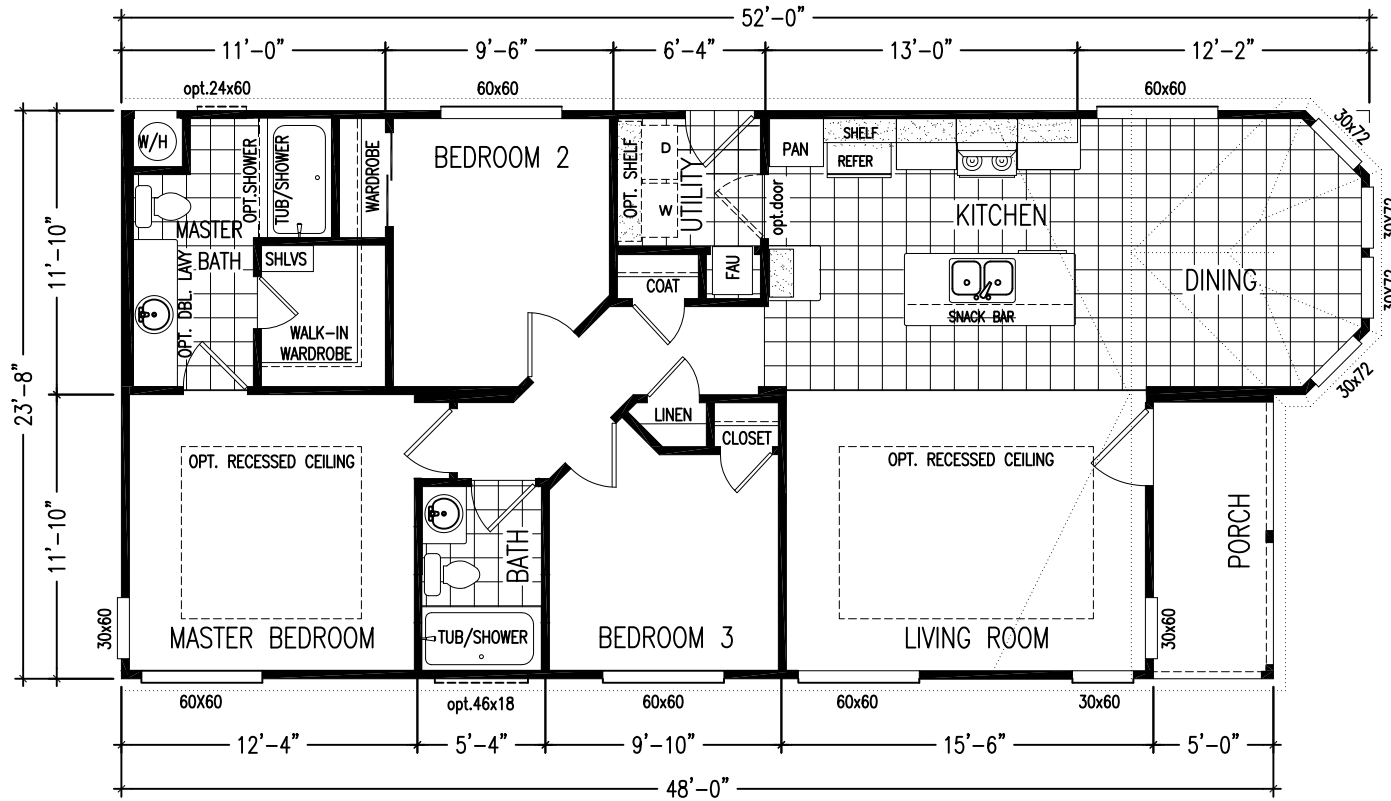 52'-0"
11'-0"
9'-6"
6'-4"
13'-0"
12'-2"
opt.24x60
60x60
60x60
30x72
W/H
OPT.SHOWER
TUB/SHOWER
WARDROBE
BEDROOM 2
OPT. SHELF
D
W
UTILITY
PAN
SHELF
REFER
opt.door
KITCHEN
30x72
MASTER
BATH
OPT. DBL. LAVY
SHLVS
WALK-IN
WARDROBE
COAT
FAU
SNACK BAR
DINING
30x72
30x72
11'-10"
23'-8"
11'-10"
LINEN
CLOSET
OPT. RECESSED CEILING
OPT. RECESSED CEILING
BATH
PORCH
30x60
MASTER BEDROOM
TUB/SHOWER
BEDROOM 3
LIVING ROOM
30x60
60X60
opt.46x18
60x60
60x60
30x60
12'-4"
5'-4"
9'-10"
15'-6"
5'-0"
48'-0"